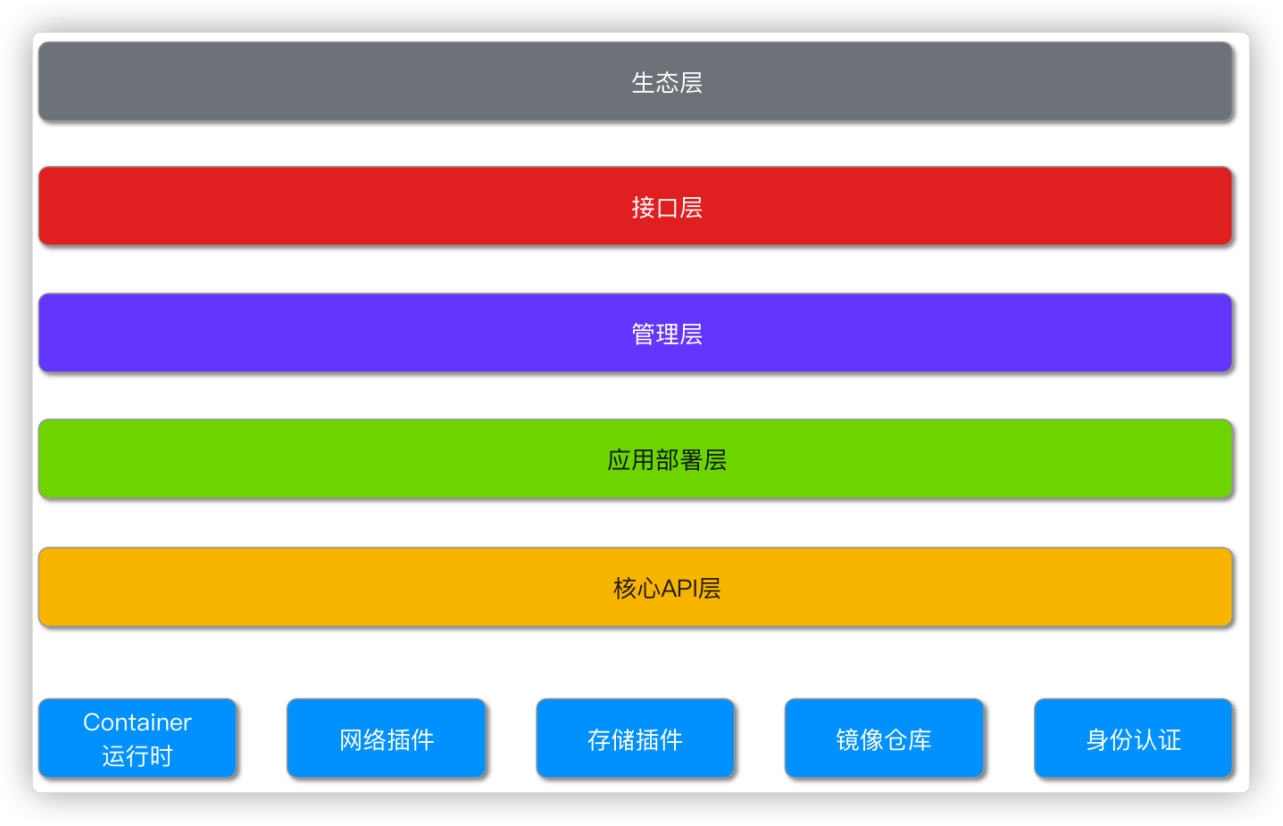 生态层
接口层
管理层
应用部署层
核心API层
Container
运行时
网络插件
存储插件
镜像仓库
身份认证